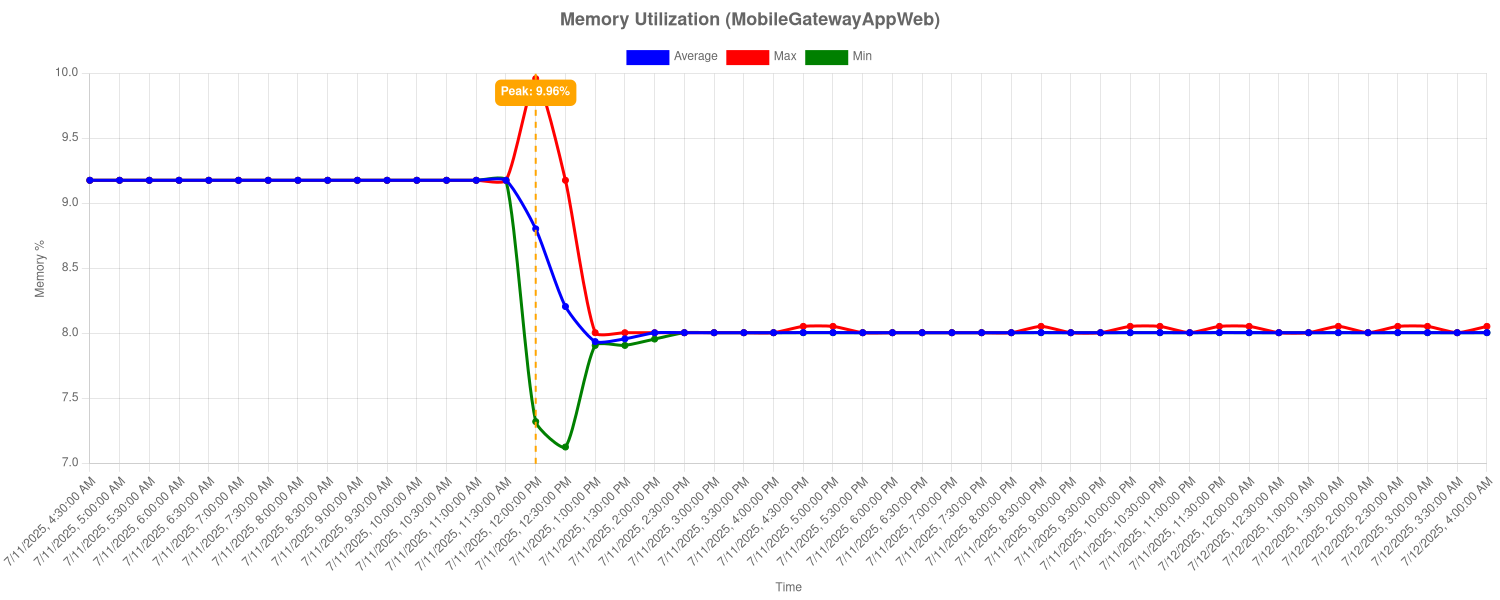 Memory Utilization (MobileGatewayAppWeb)
Average Max Min
10.0
Peak: 9.96%
9.5
9.0
8.5
8.0
7.5
7.0
Memory %
7/11/2025, 4:30:00 AM
7/11/2025, 5:00:00 AM
7/11/2025, 5:30:00 AM
7/11/2025, 6:00:00 AM
7/11/2025, 6:30:00 AM
7/11/2025, 7:00:00 AM
7/11/2025, 7:30:00 AM
7/11/2025, 8:00:00 AM
7/11/2025, 8:30:00 AM
7/11/2025, 9:00:00 AM
7/11/2025, 9:30:00 AM
7/11/2025, 10:00:00 AM
7/11/2025, 10:30:00 AM
7/11/2025, 11:00:00 AM
7/11/2025, 11:30:00 AM
7/11/2025, 12:00:00 PM
7/11/2025, 12:30:00 PM
7/11/2025, 1:00:00 PM
7/11/2025, 1:30:00 PM
7/11/2025, 2:00:00 PM
7/11/2025, 2:30:00 PM
7/11/2025, 3:00:00 PM
7/11/2025, 3:30:00 PM
7/11/2025, 4:00:00 PM
7/11/2025, 4:30:00 PM
7/11/2025, 5:00:00 PM
7/11/2025, 5:30:00 PM
7/11/2025, 6:00:00 PM
7/11/2025, 6:30:00 PM
7/11/2025, 7:00:00 PM
7/11/2025, 7:30:00 PM
7/11/2025, 8:00:00 PM
7/11/2025, 8:30:00 PM
7/11/2025, 9:00:00 PM
7/11/2025, 9:30:00 PM
7/11/2025, 10:00:00 PM
7/11/2025, 10:30:00 PM
7/11/2025, 11:00:00 PM
7/11/2025, 11:30:00 PM
7/12/2025, 12:00:00 AM
7/12/2025, 12:30:00 AM
7/12/2025, 1:00:00 AM
7/12/2025, 1:30:00 AM
7/12/2025, 2:00:00 AM
7/12/2025, 2:30:00 AM
7/12/2025, 3:00:00 AM
7/12/2025, 3:30:00 AM
7/12/2025, 4:00:00 AM
Time